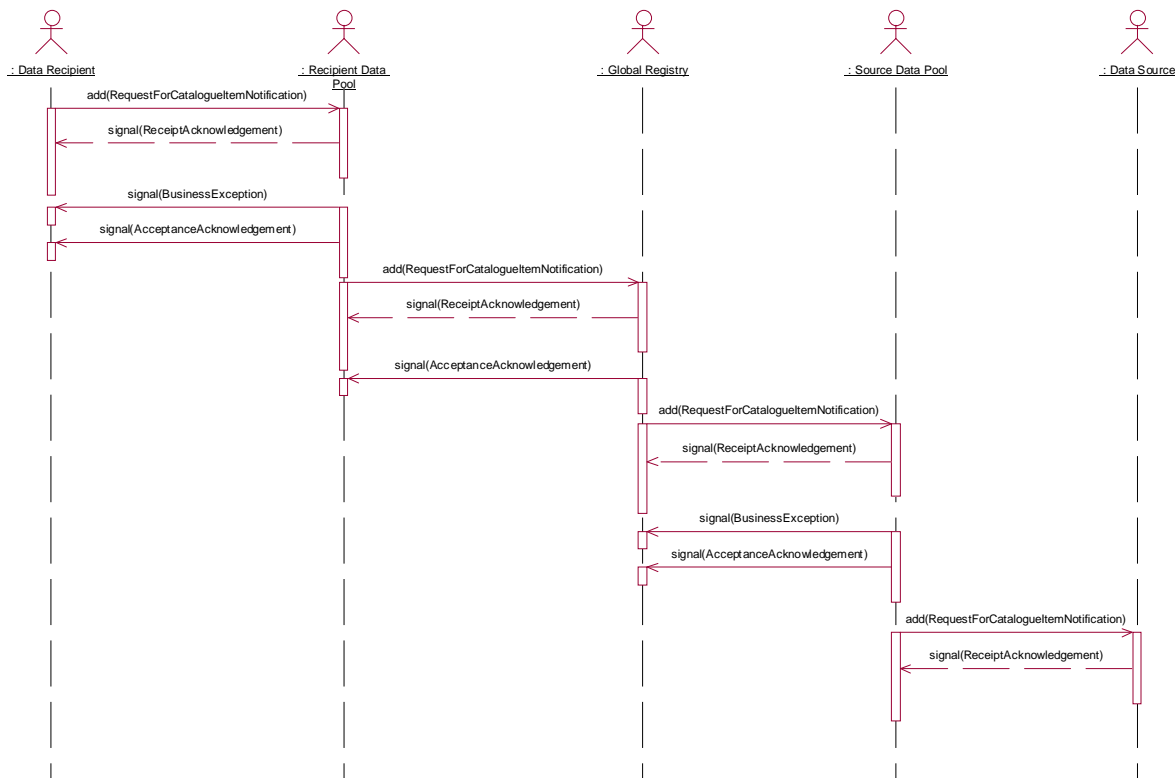 : Data Recipient
: Recipient Data
Pool
: Global Registry
: Source Data Pool
: Data Source
add(RequestForCatalogueItemNotification)
signal(ReceiptAcknowledgement)
signal(BusinessException)
signal(AcceptanceAcknowledgement)
add(RequestForCatalogueItemNotification)
signal(ReceiptAcknowledgement)
signal(AcceptanceAcknowledgement)
add(RequestForCatalogueItemNotification)
signal(ReceiptAcknowledgement)
signal(BusinessException)
signal(AcceptanceAcknowledgement)
add(RequestForCatalogueItemNotification)
signal(ReceiptAcknowledgement)